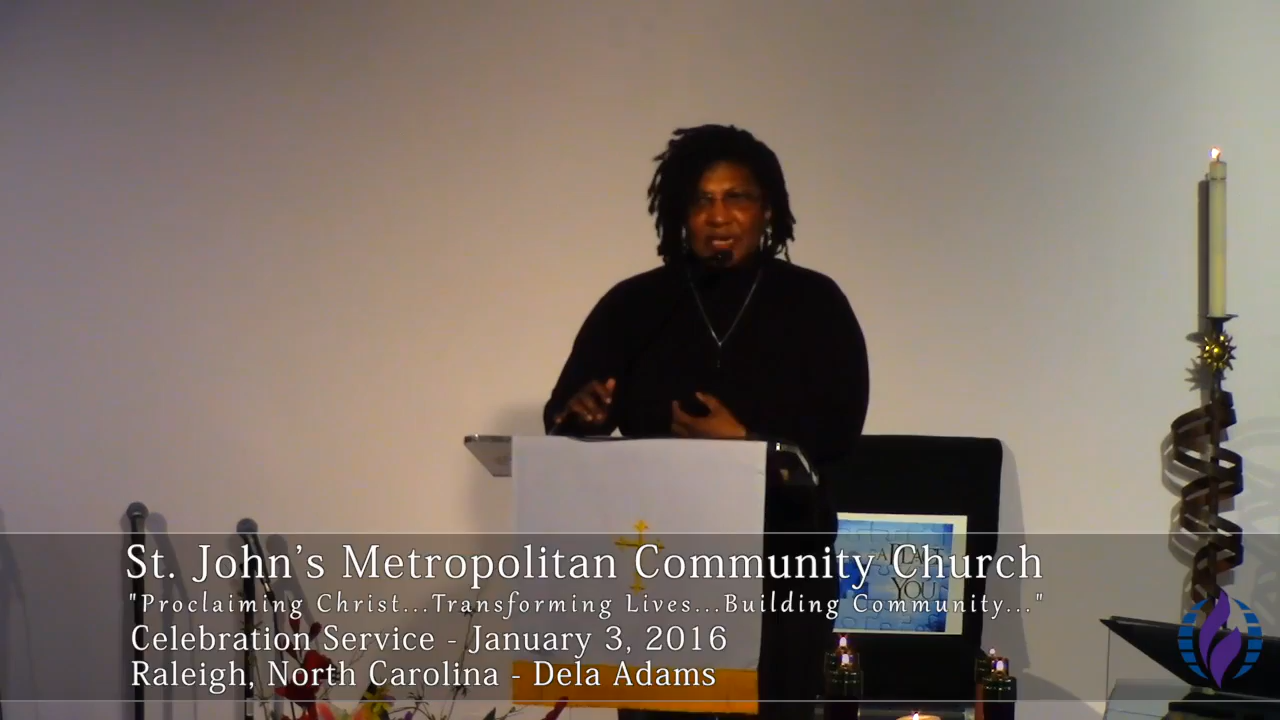 St. John's Metropolitan Community Church
"Proclaiming Christ...Transforming Lives...Building Community..."
Celebration Service - January 3, 2016
Raleigh, North Carolina - Dela Adams
YOU